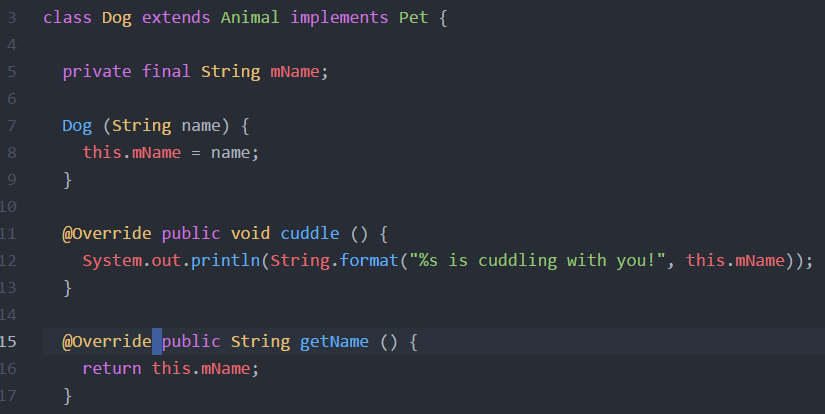 3 class Dog extends Animal implements Pet {
4
5   private final String mName;
6
7   Dog (String name) {
8     this.mName = name;
9   }
10
11   @Override public void cuddle () {
12     System.out.println(String.format("%s is cuddling with you!", this.mName));
13   }
14
15   @Override public String getName () {
16     return this.mName;
17   }